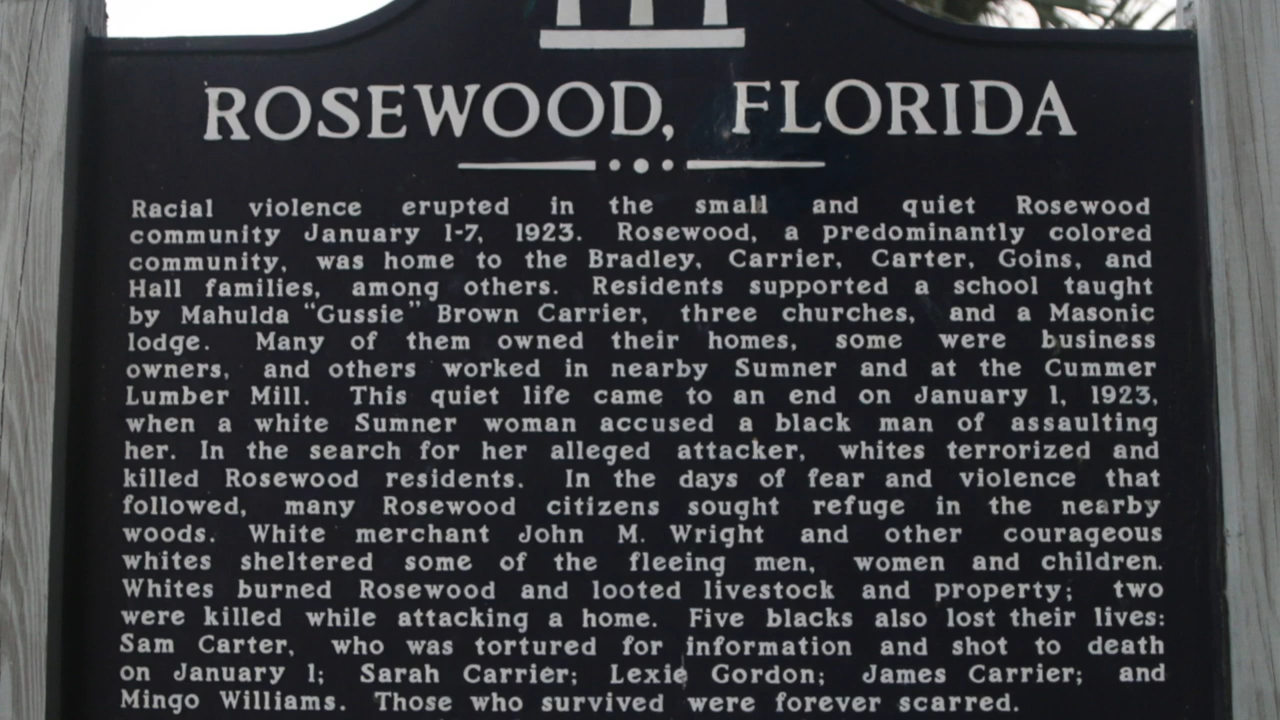 ROSEWOOD, FLORIDA
Racial violence erupted in the small and quiet Rosewood
community January 1-7, 1923. Rosewood, a predominantly colored
community, was home to the Bradley, Carrier, Carter, Goins, and
Hall families, among others. Residents supported a school taught
by Mahulda "Gussie" Brown Carrier, three churches, and a Masonic
lodge. Many of them owned their homes, some were business
owners, and others worked in nearby Sumner and at the Cummer
Lumber Mill. This quiet life came to an end on January 1, 1923,
when a white Sumner woman accused a black man of assaulting
her. In the search for her alleged attacker, whites terrorized and
killed Rosewood residents. In the days of fear and violence that
followed, many Rosewood citizens sought refuge in the nearby
woods. White merchant John M. Wright and other courageous
whites sheltered some of the fleeing men, women and children.
Whites burned Rosewood and looted livestock and property; two
were killed while attacking a home. Five blacks also lost their lives:
Sam Carter, who was tortured for information and shot to death
on January 1; Sarah Carrier; Lexie Gordon; James Carrier; and
Mingo Williams. Those who survived were forever scarred.